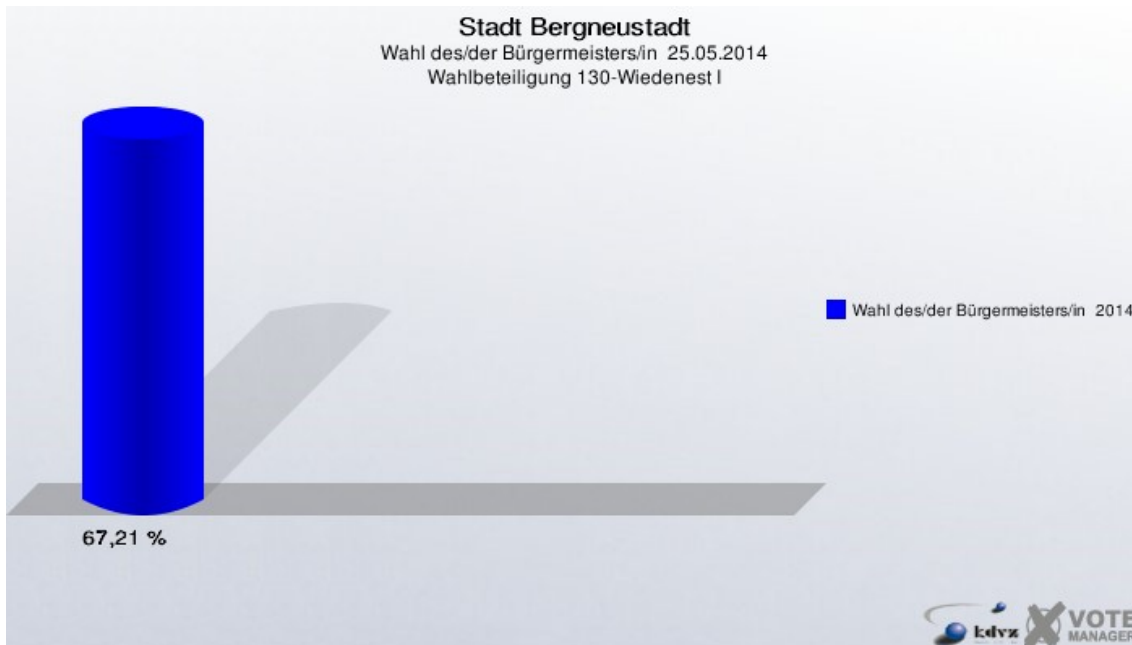 Stadt Bergneustadt
Wahl des/der Bürgermeisters/in 25.05.2014
Wahlbeteiligung 130-Wiedenest I
Wahl des/der Bürgermeisters/in 2014
67,21 %
kdvz
VOTE
MANAGER